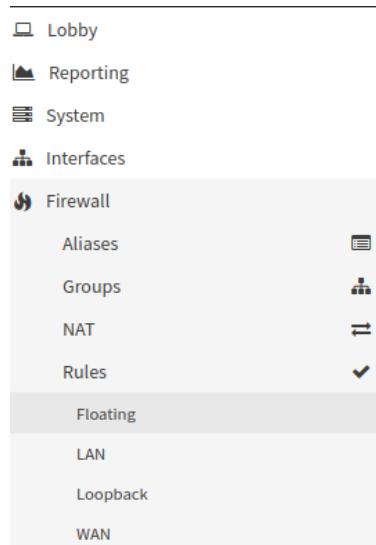 Lobby
Reporting
System
Interfaces
Firewall
Aliases
Groups
NAT
Rules
Floating
LAN
Loopback
WAN